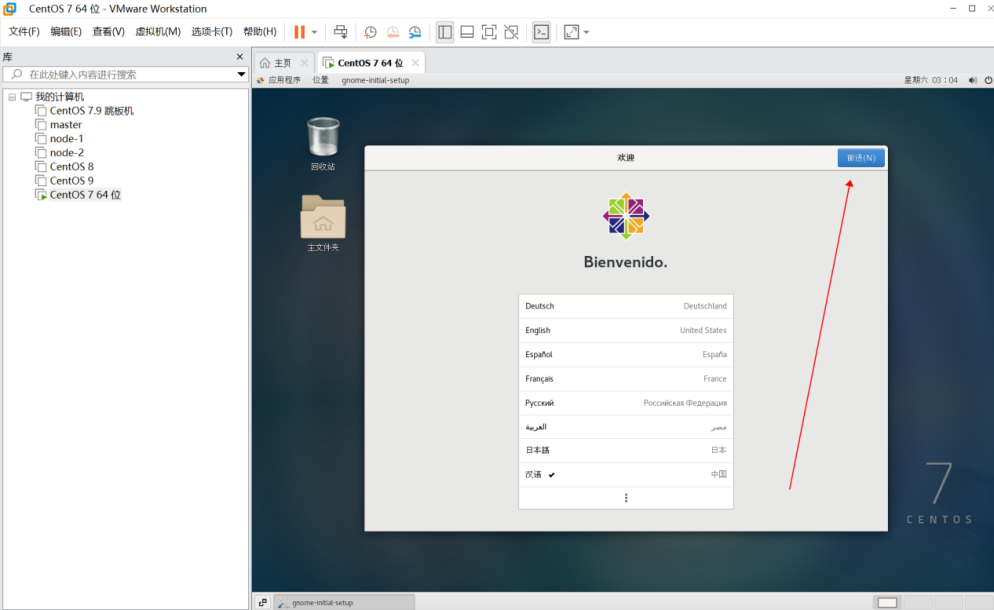 CentOS 7 64 位 - VMware Workstation
文件(F) 编辑(E) 查看(V) 虚拟机(M) 选项卡(T) 帮助(H)
库
在此处键入内容进行搜索
我的计算机
CentOS 7.9 跳板机
master
node-1
node-2
CentOS 8
CentOS 9
CentOS 7 64 位
主页
CentOS 7 64 位
应用程序 位置 gnome-initial-setup 星期六 03:04
回收站
主文件夹
欢迎 前进(N)
Bienvenido.
Deutsch Deutschland
English United States
Español España
Français France
Русский Российская Федерация
العربية مصر
日本語 日本
汉语 中国
7
CENTOS
gnome-initial-setup